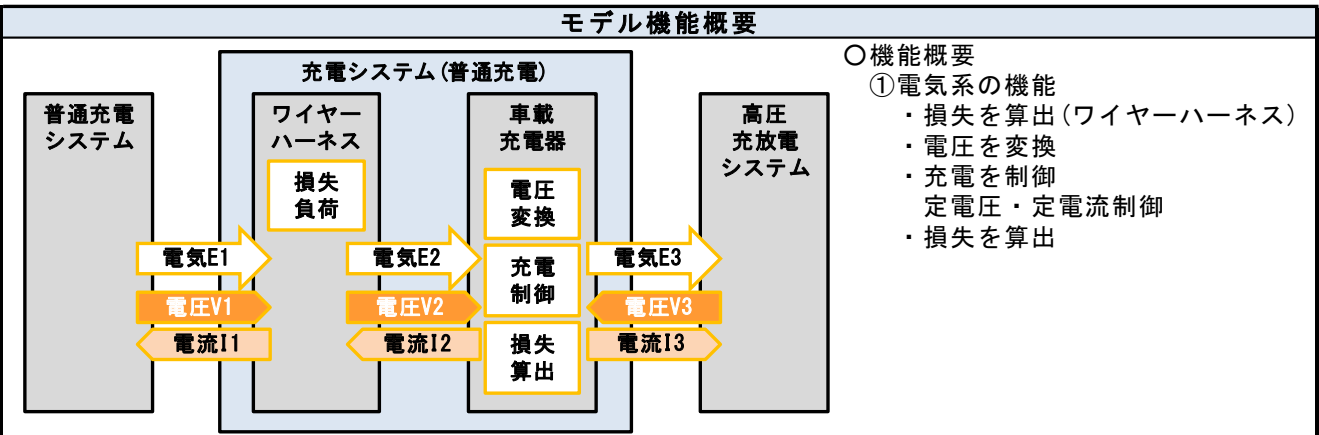 モデル機能概要
充電システム(普通充電)
普通充電
システム
ワイヤー
ハーネス
損失
負荷
車載
充電器
電圧
変換
充電
制御
損失
算出
高圧
充放電
システム
電気E1
電圧V1
電流I1
電気E2
電圧V2
電流I2
電気E3
電圧V3
電流I3
〇機能概要
①電気系の機能
・損失を算出(ワイヤーハーネス)
・電圧を変換
・充電を制御
定電圧・定電流制御
・損失を算出